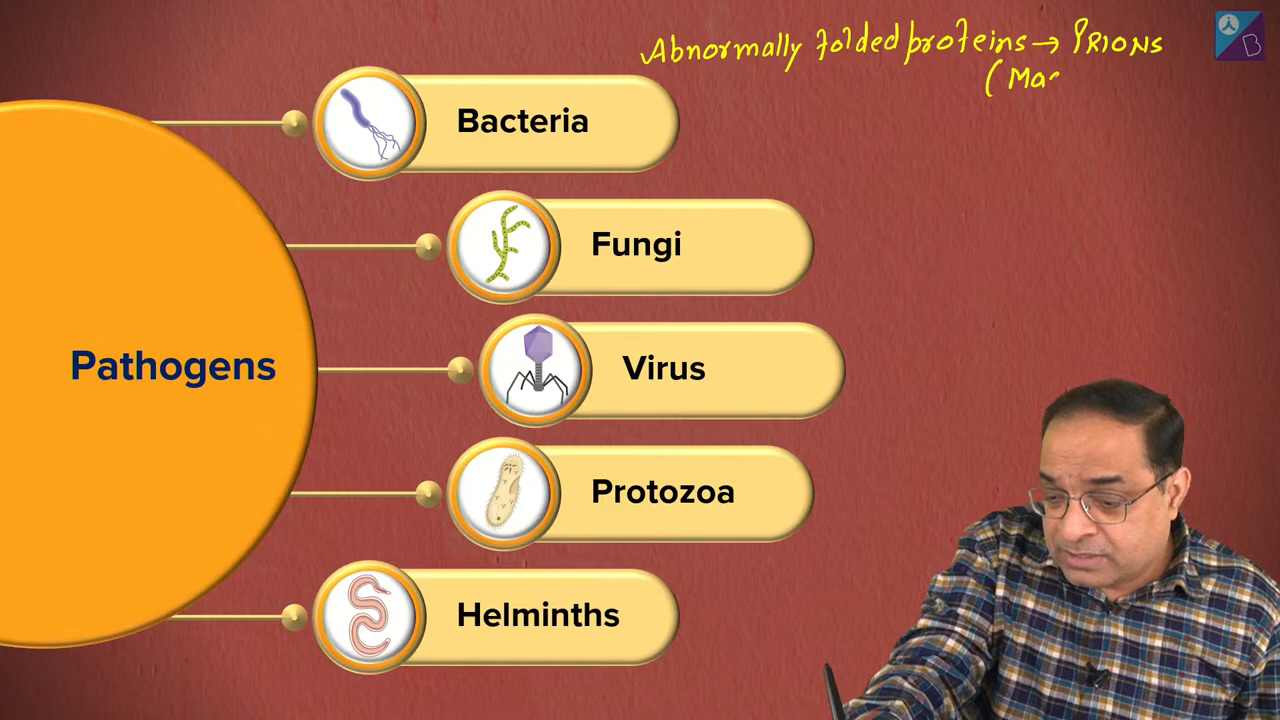 Abnormally folded proteins → PRIONS
(Ma
Bacteria
Fungi
Pathogens
Virus
Protozoa
Helminths